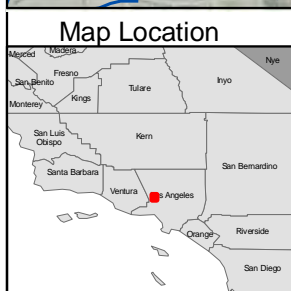 Map Location
Merced
Madera
Nye
San Benito
Fresno
Tulare
Inyo
Monterey
Kings
San Luis
Obispo
Kern
Santa Barbara
San Bernardino
Ventura
s Angeles
Orange
Riverside
San Diego